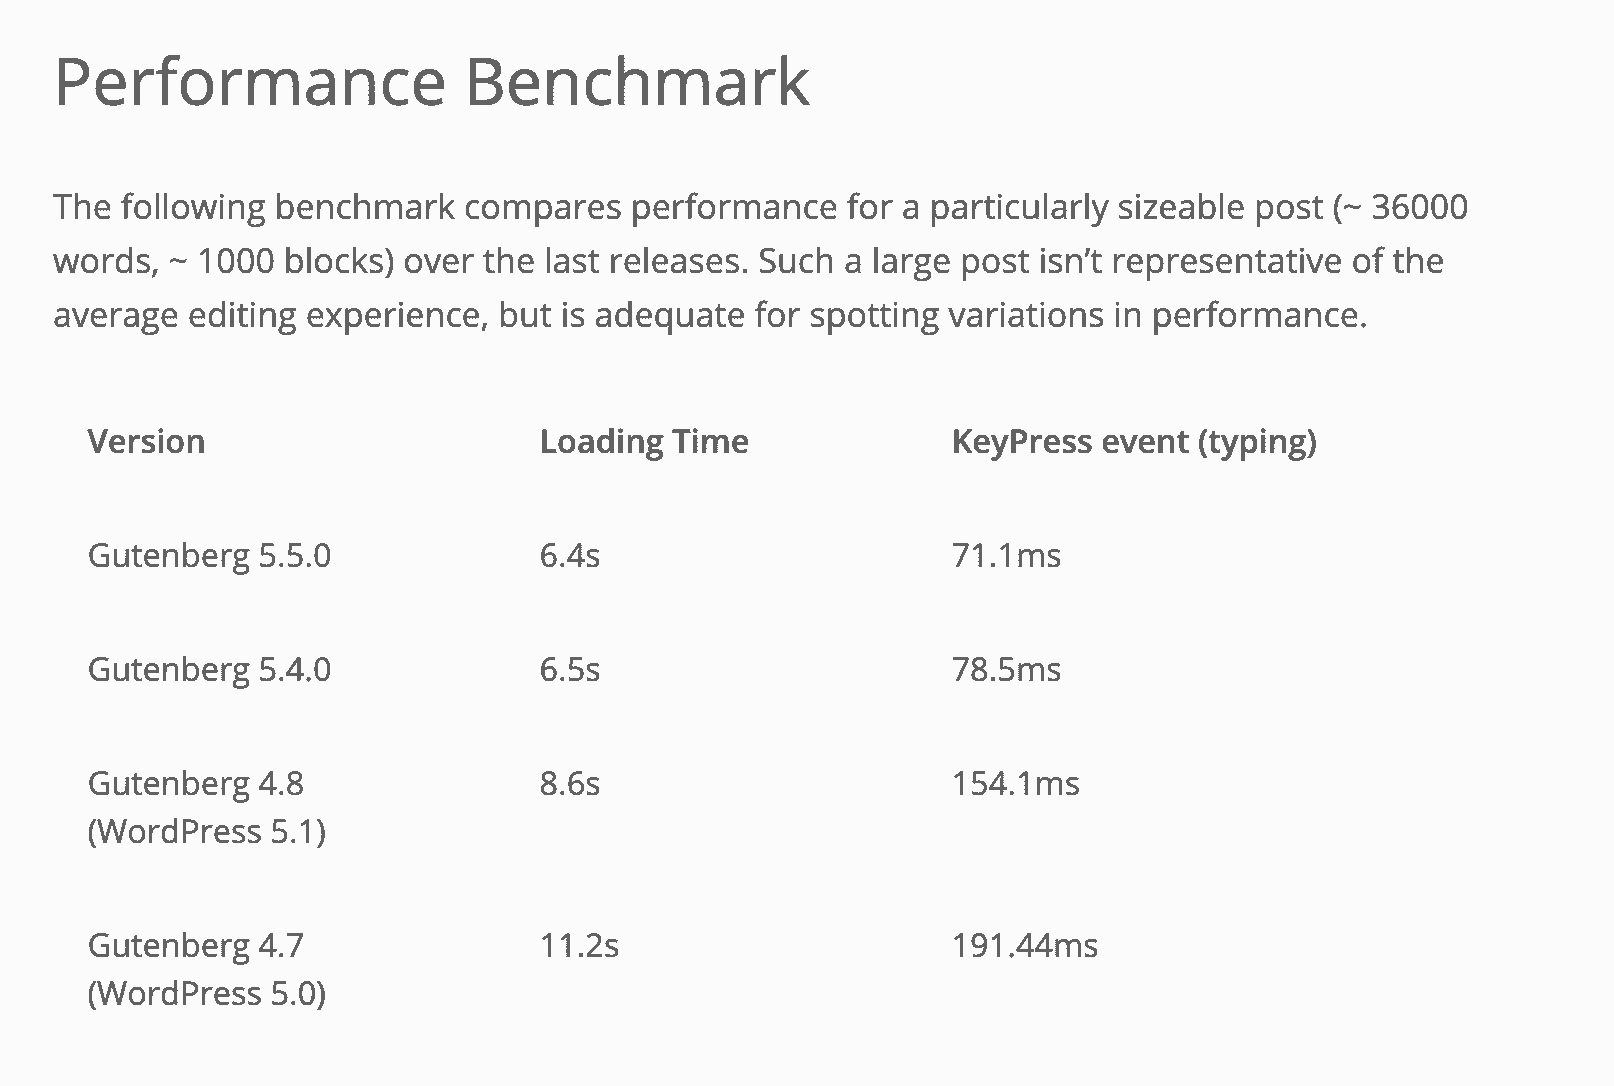 Performance Benchmark
The following benchmark compares performance for a particularly sizeable post (~ 36000
words, ~ 1000 blocks) over the last releases. Such a large post isn’t representative of the
average editing experience, but is adequate for spotting variations in performance.
Version Loading Time KeyPress event (typing)
Gutenberg 5.5.0 6.4s 71.1ms
Gutenberg 5.4.0 6.5s 78.5ms
Gutenberg 4.8 8.6s 154.1ms
(WordPress 5.1)
Gutenberg 4.7 11.2s 191.44ms
(WordPress 5.0)